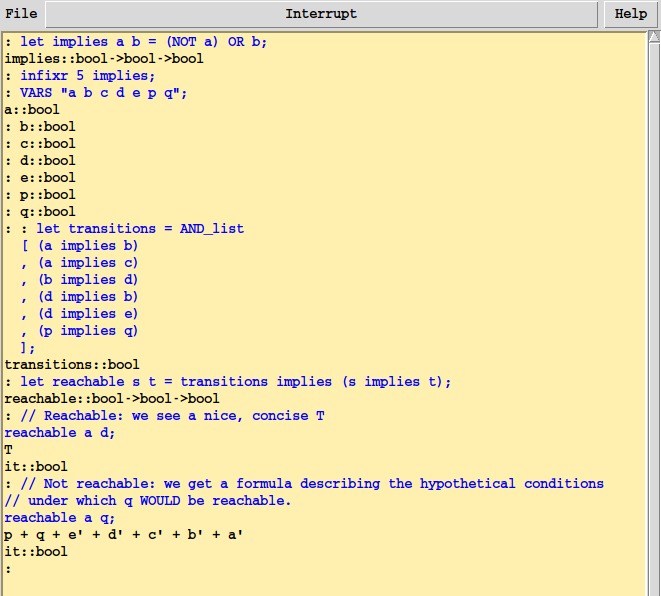 File Interrupt Help
: let implies a b = (NOT a) OR b;
implies::bool->bool->bool
: infixr 5 implies;
: VARS "a b c d e p q";
a::bool
: b::bool
: c::bool
: d::bool
: e::bool
: p::bool
: q::bool
: : let transitions = AND_list
  [ (a implies b)
  , (a implies c)
  , (b implies d)
  , (d implies b)
  , (d implies e)
  , (p implies q)
  ];
transitions::bool
: let reachable s t = transitions implies (s implies t);
reachable::bool->bool->bool
: // Reachable: we see a nice, concise T
reachable a d;
T
it::bool
: // Not reachable: we get a formula describing the hypothetical conditions
// under which q WOULD be reachable.
reachable a q;
p + q + e' + d' + c' + b' + a'
it::bool
: